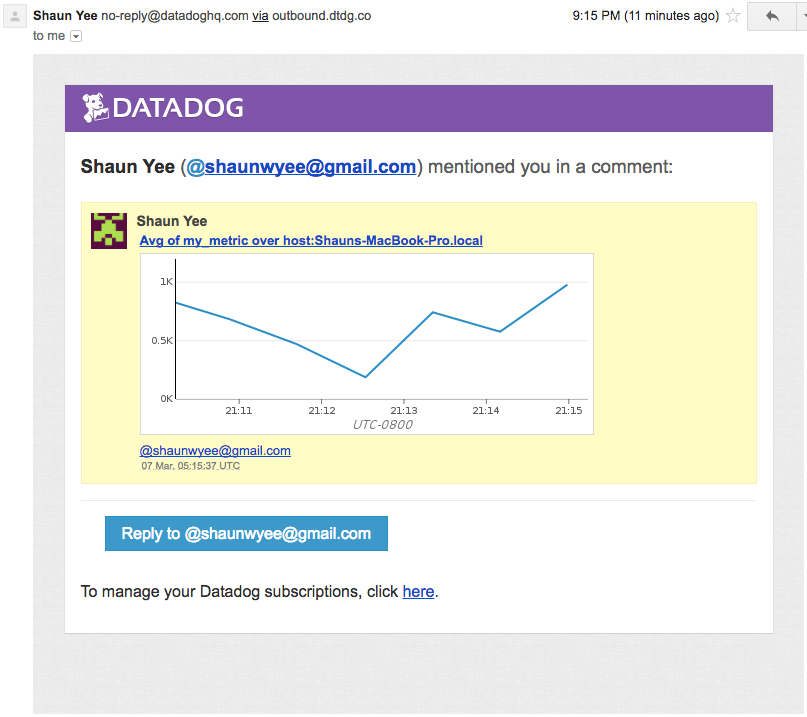 Shaun Yee no-reply@datadoghq.com via outbound.dtdg.co 9:15 PM (11 minutes ago)
to me
DATADOG
Shaun Yee (@shaunwyee@gmail.com) mentioned you in a comment:
Shaun Yee
Avg of my_metric over host:Shauns-MacBook-Pro.local
1K
0.5K
0K
21:11 21:12 21:13 21:14 21:15
UTC-0800
@shaunwyee@gmail.com
07 Mar, 05:15:37 UTC
Reply to @shaunwyee@gmail.com
To manage your Datadog subscriptions, click here.